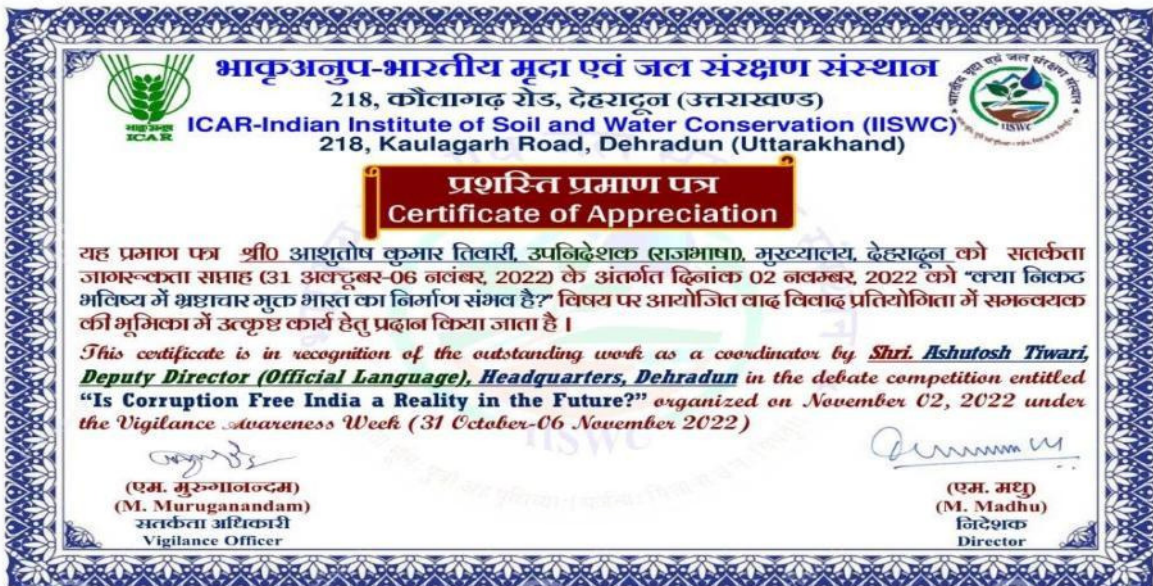 भाकृअनुप-भारतीय मृदा एवं जल संरक्षण संस्थान
218, कौलागढ़ रोड, देहरादून (उत्तराखण्ड)
ICAR-Indian Institute of Soil and Water Conservation (IISWC)
218, Kaulagarh Road, Dehradun (Uttarakhand)
भाकृअनुप
ICAR
IISWC
प्रशस्ति प्रमाण पत्र
Certificate of Appreciation
यह प्रमाण पत्र श्री0 आशुतोष कुमार तिवारी, उपनिदेशक (राजभाषा), मुख्यालय, देहरादून को सतर्कता
जागरूकता सप्ताह (31 अक्टूबर-06 नवंबर, 2022) के अंतर्गत दिनांक 02 नवम्बर, 2022 को "क्या निकट
भविष्य में भ्रष्टाचार मुक्त भारत का निर्माण संभव है?" विषय पर आयोजित वाद विवाद प्रतियोगिता में समन्वयक
की भूमिका में उत्कृष्ट कार्य हेतु प्रदान किया जाता है ।
This certificate is in recognition of the outstanding work as a coordinator by Shri. Ashutosh Tiwari,
Deputy Director (Official Language), Headquarters, Dehradun in the debate competition entitled
"Is Corruption Free India a Reality in the Future?" organized on November 02, 2022 under
the Vigilance Awareness Week (31 October-06 November 2022)
IISWC
(एम. मुरुगानन्दम)
(M. Muruganandam)
सतर्कता अधिकारी
Vigilance Officer
(एम. मधु)
(M. Madhu)
निदेशक
Director